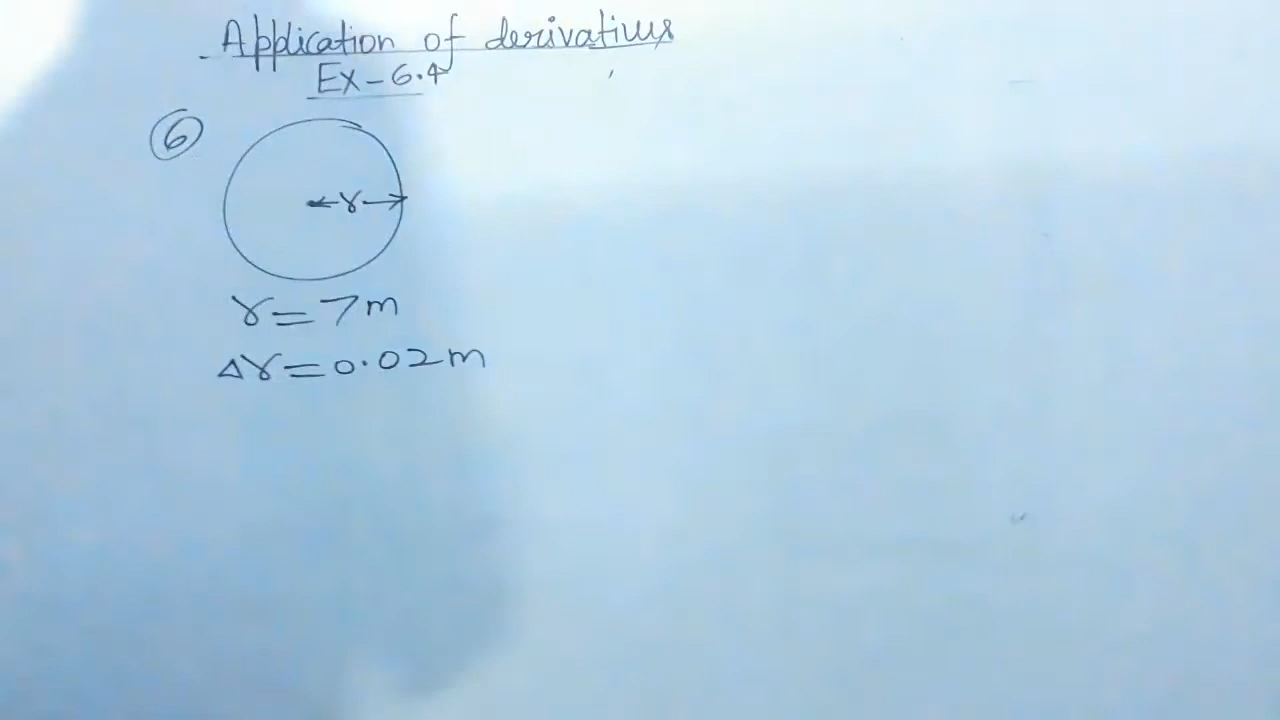 Application of derivatives
Ex-6.4
6
r
r=7m
Δr=0.02m